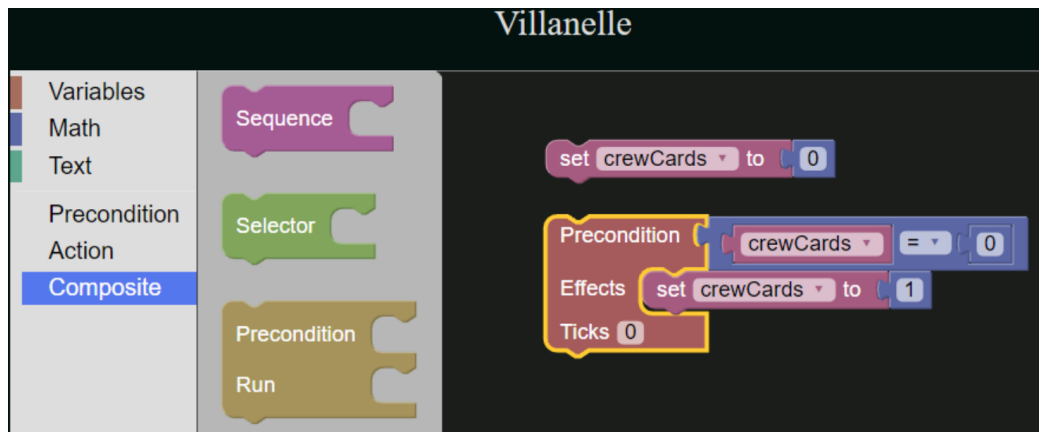 Villanelle
Variables
Math
Text
Precondition
Action
Composite
Sequence
Selector
Precondition
Run
set crewCards to 0
Precondition crewCards = 0
Effects set crewCards to 1
Ticks 0